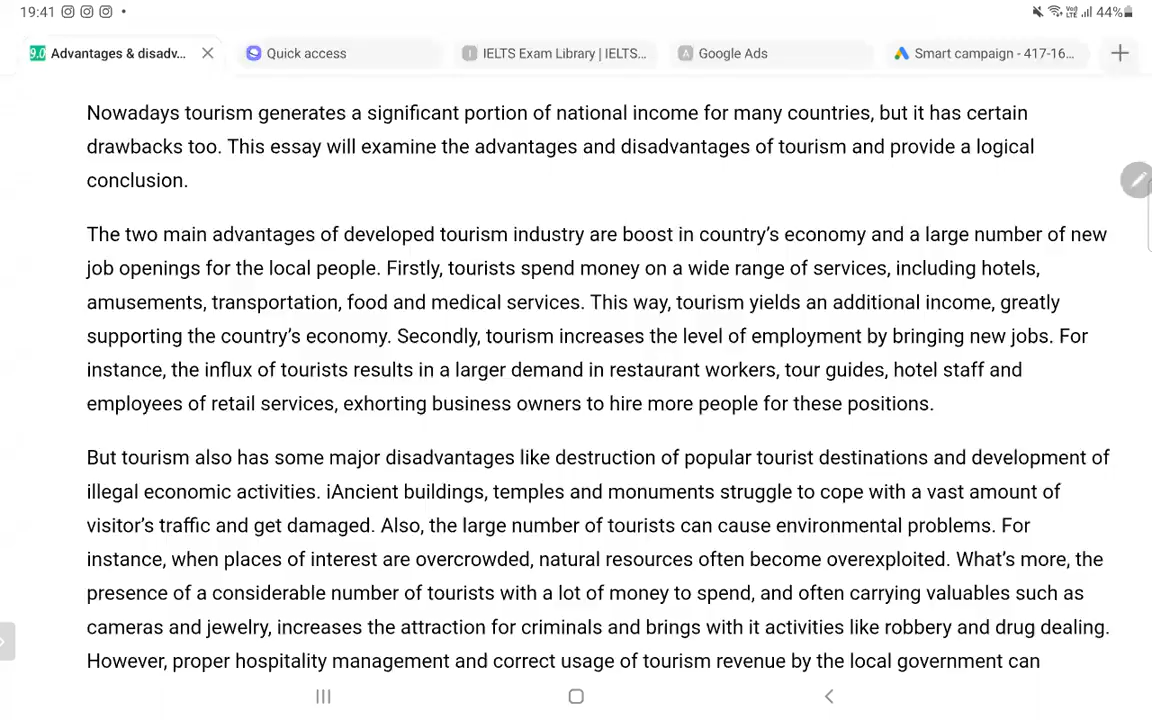 19:41
44%
9.0 Advantages & disadv...
Quick access
IELTS Exam Library | IELTS...
Google Ads
Smart campaign - 417-16...
Nowadays tourism generates a significant portion of national income for many countries, but it has certain
drawbacks too. This essay will examine the advantages and disadvantages of tourism and provide a logical
conclusion.
The two main advantages of developed tourism industry are boost in country's economy and a large number of new
job openings for the local people. Firstly, tourists spend money on a wide range of services, including hotels,
amusements, transportation, food and medical services. This way, tourism yields an additional income, greatly
supporting the country's economy. Secondly, tourism increases the level of employment by bringing new jobs. For
instance, the influx of tourists results in a larger demand in restaurant workers, tour guides, hotel staff and
employees of retail services, exhorting business owners to hire more people for these positions.
But tourism also has some major disadvantages like destruction of popular tourist destinations and development of
illegal economic activities. iAncient buildings, temples and monuments struggle to cope with a vast amount of
visitor's traffic and get damaged. Also, the large number of tourists can cause environmental problems. For
instance, when places of interest are overcrowded, natural resources often become overexploited. What's more, the
presence of a considerable number of tourists with a lot of money to spend, and often carrying valuables such as
cameras and jewelry, increases the attraction for criminals and brings with it activities like robbery and drug dealing.
However, proper hospitality management and correct usage of tourism revenue by the local government can